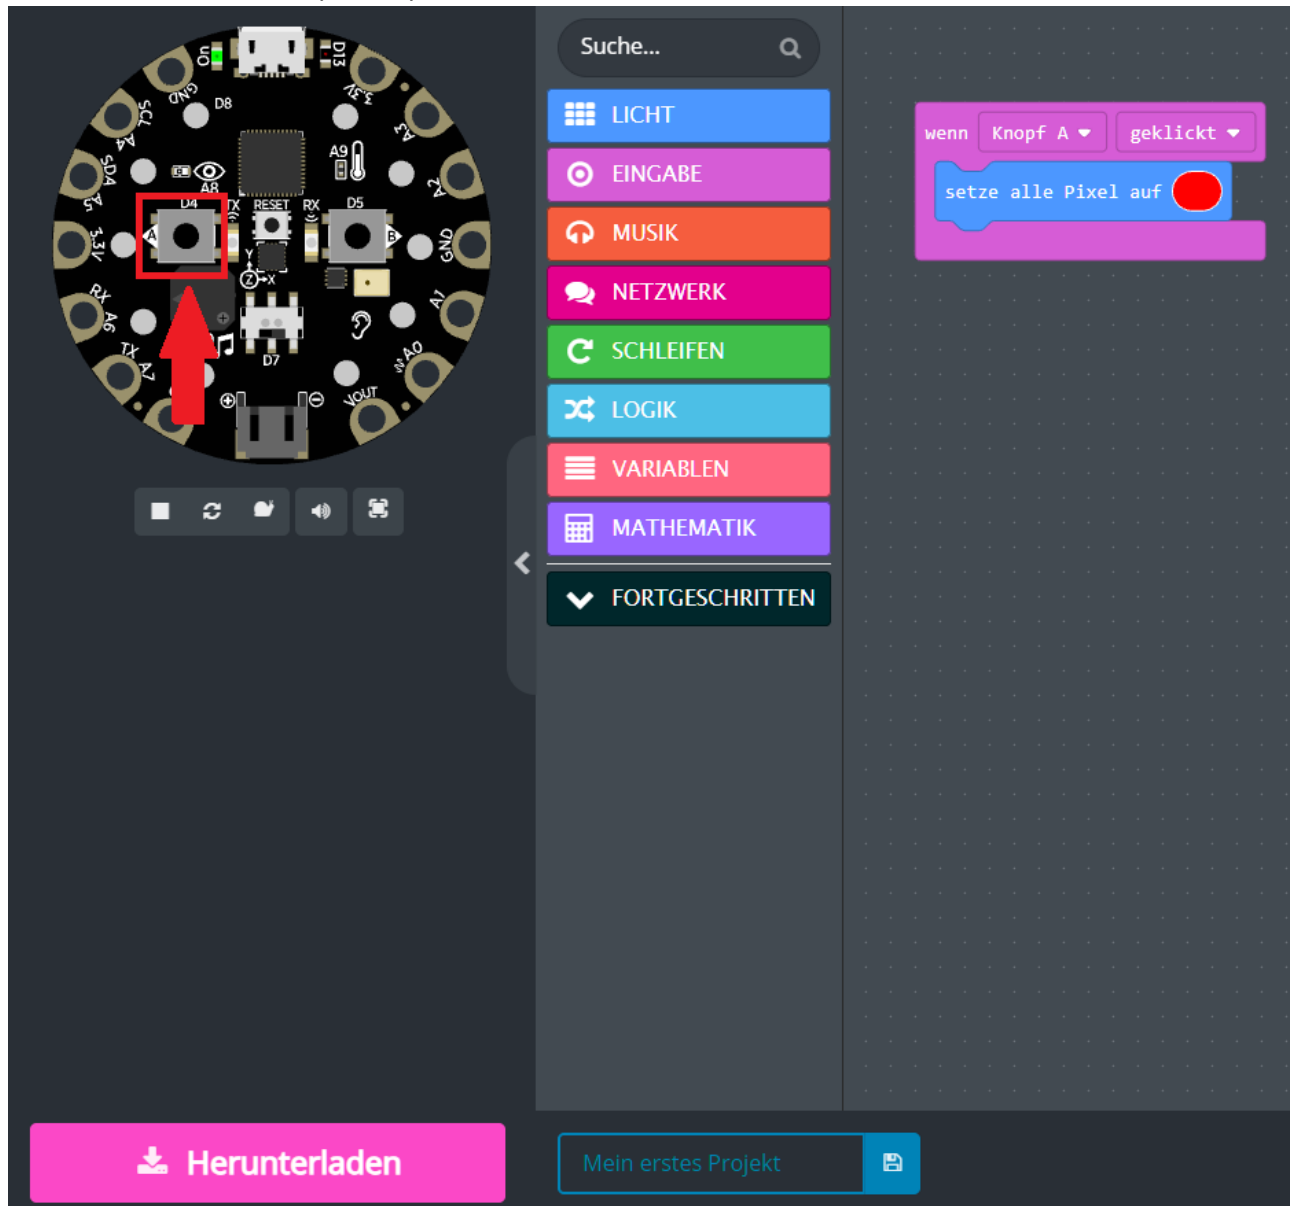 On
D13
GND
D8
3.3V
SCL
A4
A3
SDA
A5
A8
A9
A2
D4
TX
RESET
RX
D5
A
B
3.3V
GND
Y
Z
X
RX
A6
A1
TX
A7
D7
A0
VOUT
Herunterladen
Suche...
LICHT
EINGABE
MUSIK
NETZWERK
SCHLEIFEN
LOGIK
VARIABLEN
MATHEMATIK
FORTGESCHRITTEN
Mein erstes Projekt
wenn Knopf A geklickt
setze alle Pixel auf